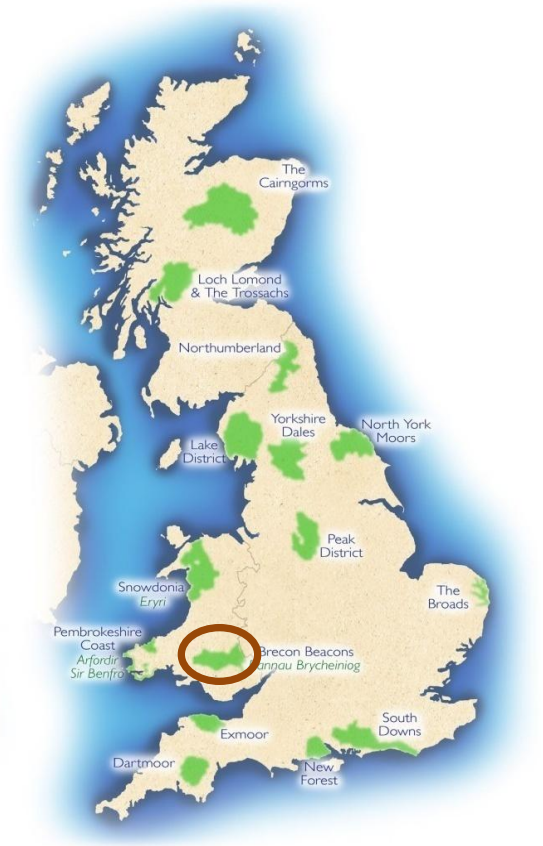 The
Cairngorms
Loch Lomond
& The Trossachs
Northumberland
Yorkshire
Dales
North York
Moors
Lake
District
Peak
District
Snowdonia
Eryri
The
Broads
Pembrokeshire
Coast
Arfordir
Sir Benfro
Brecon Beacons
annau Brycheiniog
South
Downs
Exmoor
Dartmoor
New
Forest